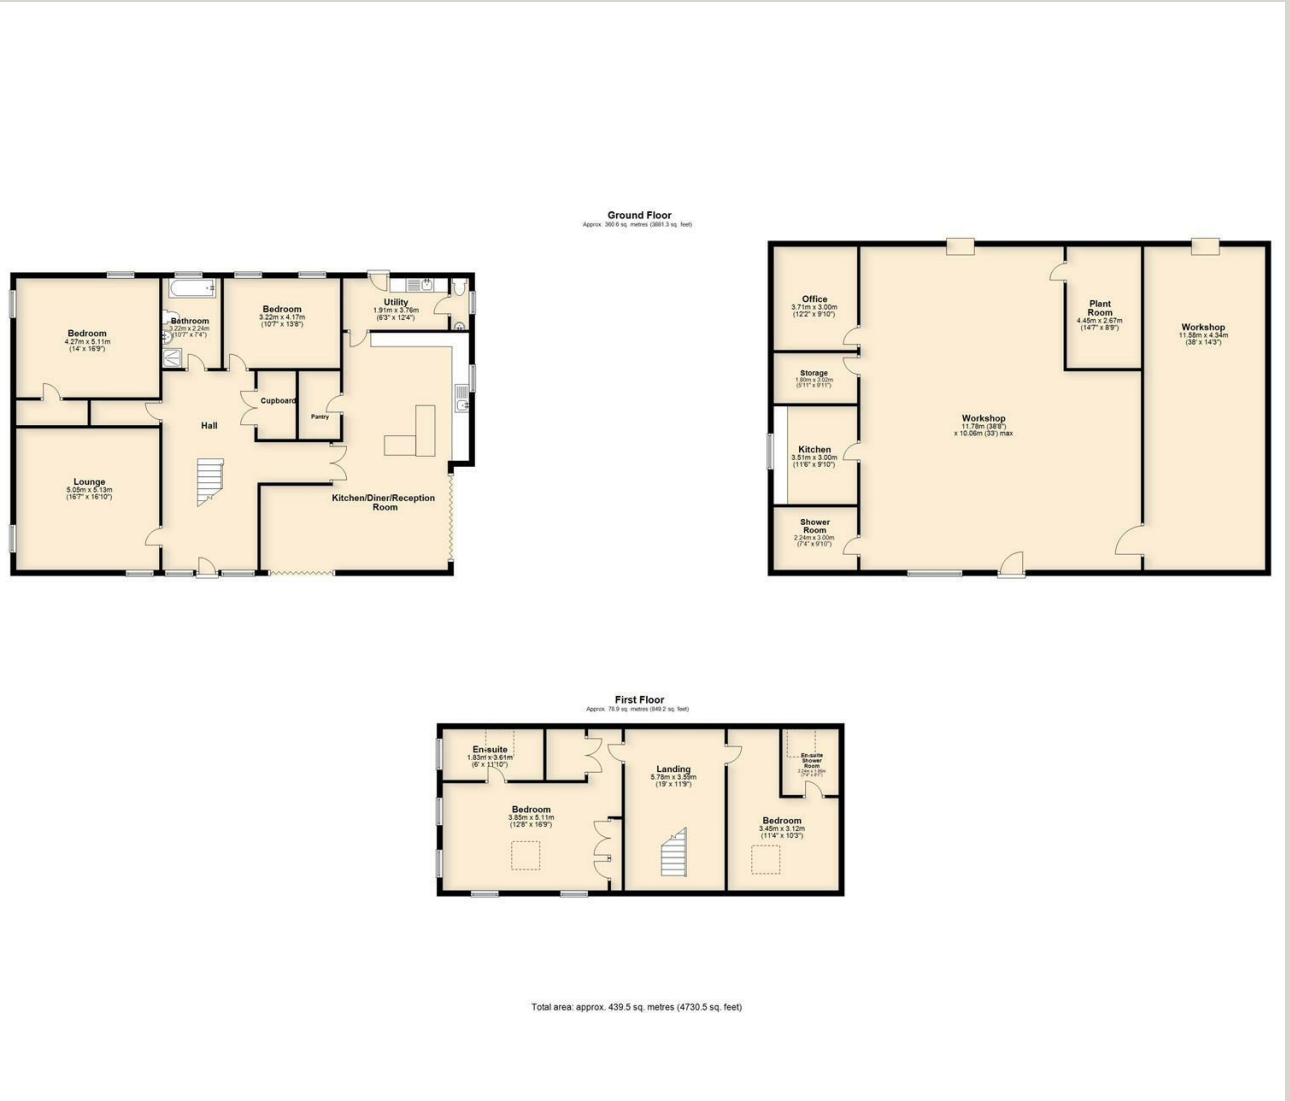 Ground Floor
Approx. 360.6 sq. metres (3881.3 sq. feet)
Bedroom
4.27m x 5.11m
(14' x 16'9")
Bathroom
3.22m x 2.24m
(10'7" x 7'4")
Bedroom
3.22m x 4.17m
(10'7" x 13'8")
Utility
1.91m x 3.76m
(6'3" x 12'4")
Cupboard
Pantry
Hall
Lounge
5.05m x 5.13m
(16'7" x 16'10")
Kitchen/Diner/Reception
Room
Office
3.71m x 3.00m
(12'2" x 9'10")
Storage
1.80m x 3.02m
(5'11" x 9'11")
Kitchen
3.51m x 3.00m
(11'6" x 9'10")
Shower
Room
2.24m x 3.00m
(7'4" x 9'10")
Workshop
11.78m (38'8")
x 10.06m (33') max
Plant
Room
4.45m x 2.67m
(14'7" x 8'9")
Workshop
11.58m x 4.34m
(38' x 14'3")
First Floor
Approx. 78.9 sq. metres (849.2 sq. feet)
En-suite
1.83m x 3.61m
(6' x 11'10")
Bedroom
3.85m x 5.11m
(12'8" x 16'9")
Landing
5.78m x 3.59m
(19' x 11'9")
En-suite
Shower
Room
Bedroom
3.45m x 3.12m
(11'4" x 10'3")
Total area: approx. 439.5 sq. metres (4730.5 sq. feet)